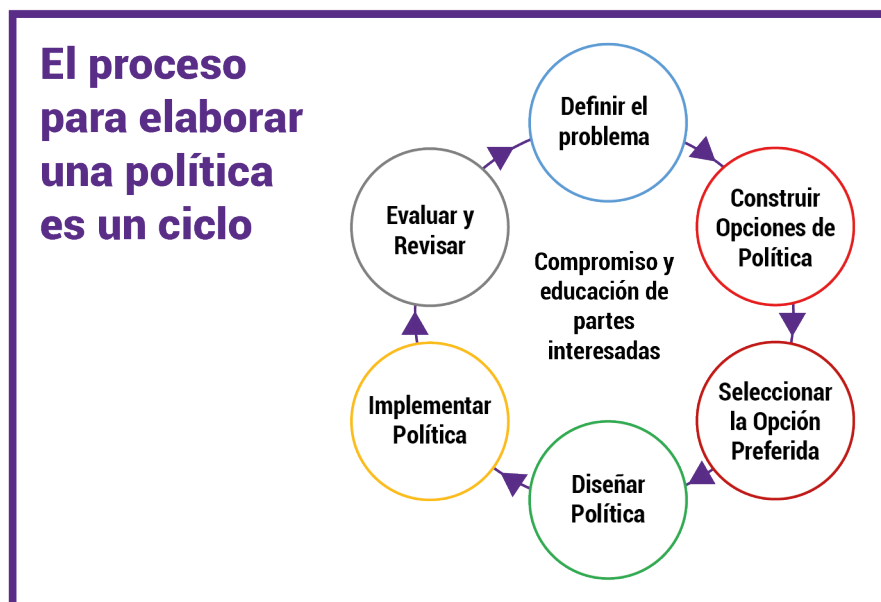 El proceso
para elaborar
una política
es un ciclo
Definir el
problema
Construir
Opciones de
Política
Seleccionar
la Opción
Preferida
Diseñar
Política
Implementar
Política
Evaluar y
Revisar
Compromiso y
educación de
partes
interesadas